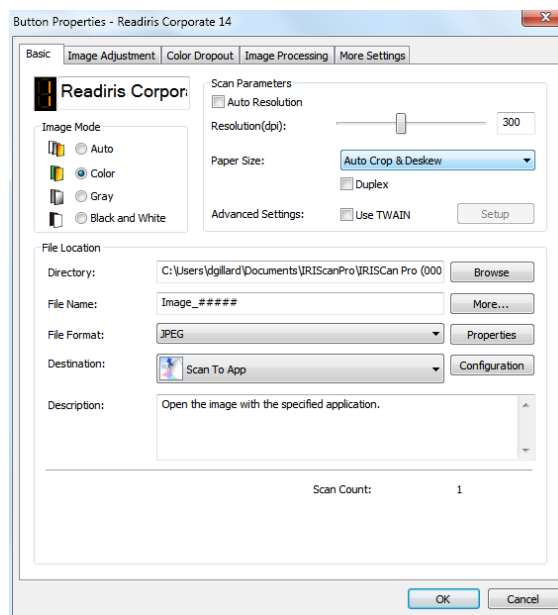 Button Properties - Readiris Corporate 14
Basic
Image Adjustment
Color Dropout
Image Processing
More Settings
1
Readiris Corpor
Image Mode
Auto
Color
Gray
Black and White
Scan Parameters
Auto Resolution
Resolution(dpi):
300
Paper Size:
Auto Crop & Deskew
Duplex
Advanced Settings:
Use TWAIN
Setup
File Location
Directory:
C:\Users\dgillard\Documents\IRIScanPro\IRISCan Pro (000
Browse
File Name:
Image_#####
More...
File Format:
JPEG
Properties
Destination:
Scan To App
Configuration
Description:
Open the image with the specified application.
Scan Count:
1
OK
Cancel